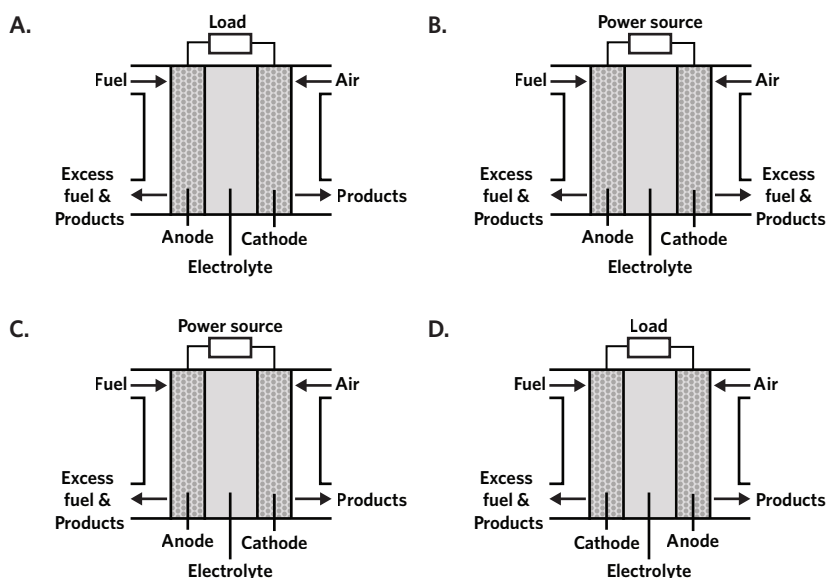 A.
Load
Fuel
Air
Excess
fuel &
Products
Products
Anode
Cathode
Electrolyte
B.
Power source
Fuel
Air
Excess
fuel &
Products
Excess
fuel &
Products
Anode
Cathode
Electrolyte
C.
Power source
Fuel
Air
Excess
fuel &
Products
Products
Anode
Cathode
Electrolyte
D.
Load
Fuel
Air
Excess
fuel &
Products
Products
Cathode
Anode
Electrolyte